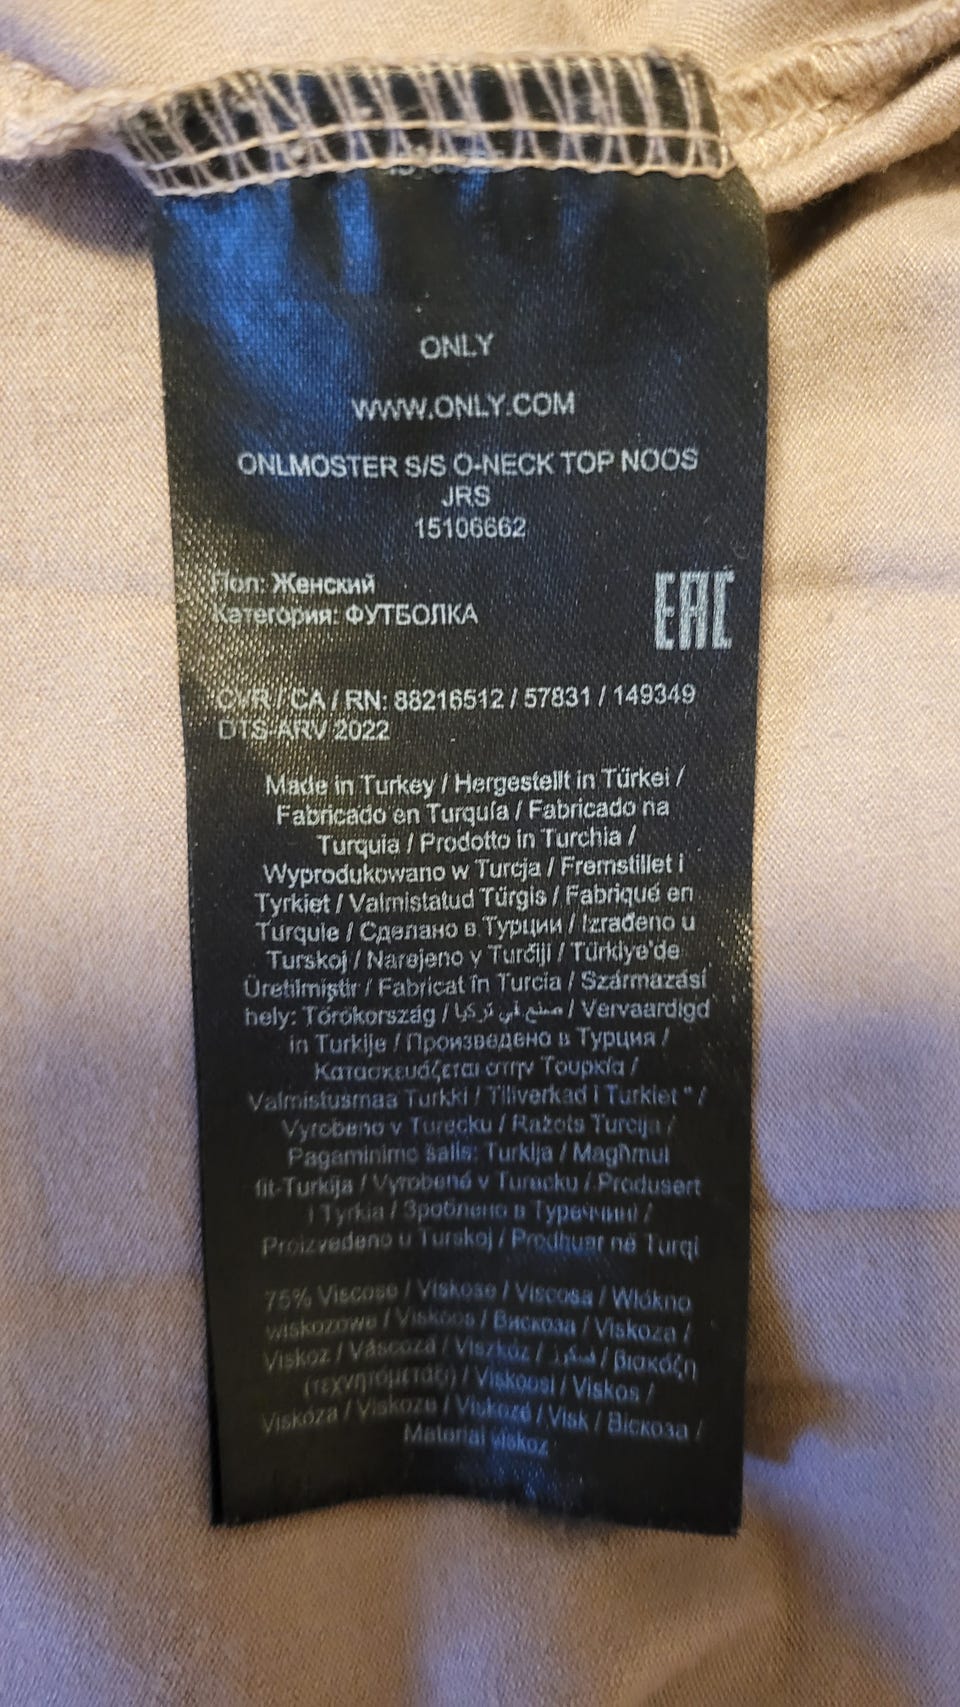 ONLY
WWW.ONLY.COM
ONLMOSTER S/S O-NECK TOP NOOS
JRS
15106662
Пол: Женский
Категория: ФУТБОЛКА
EAC
CVR / CA / RN: 88216512 / 57831 / 149349
DTS-ARV 2022
Made in Turkey / Hergestellt in Türkei /
Fabricado en Turquía / Fabricado na
Turquia / Prodotto in Turchia /
Wyprodukowano w Turcja / Fremstillet i
Tyrkiet / Valmistatud Türgis / Fabriqué en
Turquie / Сделано в Турции / Izrađeno u
Turskoj / Narejeno v Turčiji / Türkiye'de
Üretilmiştir / Fabricat în Turcia / Származási
hely: Törökország / صنع في تركيا / Vervaardigd
in Turkije / Произведено в Турция /
Κατασκευάζεται στην Τουρκία /
Valmistusmaa Turkki / Tillverkad i Turkiet " /
Vyrobeno v Turecku / Ražots Turcija /
Pagaminimo šalis: Turkija / Magħmul
fit-Turkija / Vyrobené v Turecku / Produsert
i Tyrkia / Зроблено в Туреччині /
Proizvedeno u Turskoj / Prodhuar në Turqi
75% Viscose / Viskose / Viscosa / Włókno
wiskozowe / Viskoos / Вискоза / Viskoza /
Viskoz / Vâscoză / Viszkóz / فسكوز / βισκόζη
(τεχνητόμεταξο) / Viskoosi / Viskos /
Viskóza / Viskoze / Viskozė / Visk / Віскоза /
Material viskoz